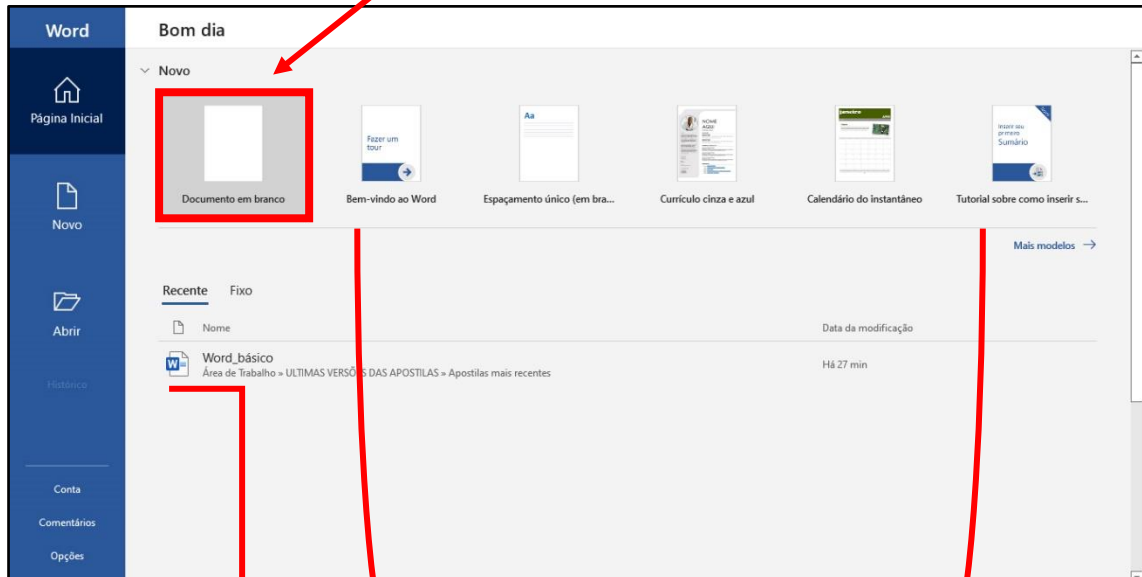 Word
Bom dia
Página Inicial
Novo
Abrir
Histórico
Conta
Comentários
Opções
Novo
Fazer um
tour
Aa
NOME
AQUI
Inserir seu
primeiro
Sumário
Documento em branco
Bem-vindo ao Word
Espaçamento único (em bra...
Currículo cinza e azul
Calendário do instantâneo
Tutorial sobre como inserir s...
Mais modelos
Recente
Fixo
Nome
Data da modificação
Word_básico
Há 27 min
Área de Trabalho » ULTIMAS VERSÕES DAS APOSTILAS » Apostilas mais recentes